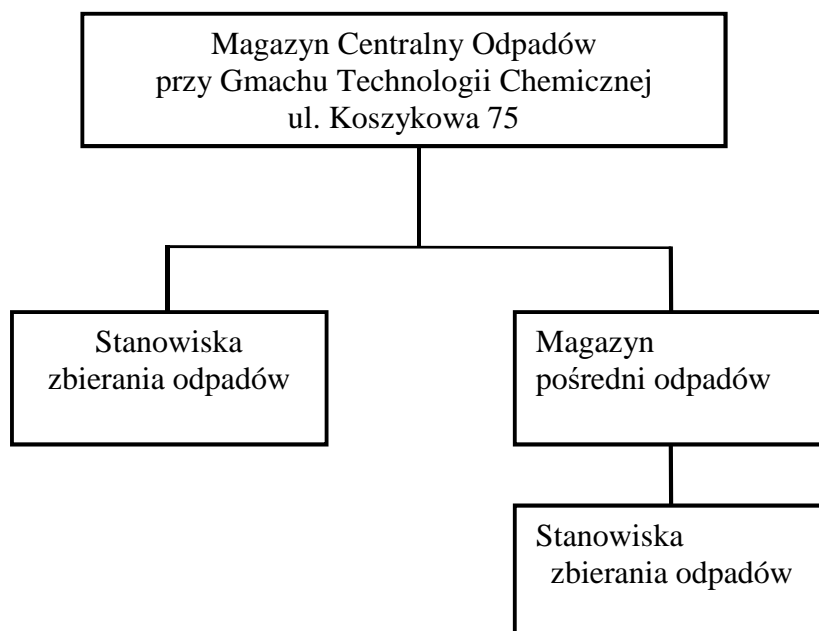 Magazyn Centralny Odpadów
przy Gmachu Technologii Chemicznej
ul. Koszykowa 75
Stanowiska
zbierania odpadów
Magazyn
pośredni odpadów
Stanowiska
zbierania odpadów